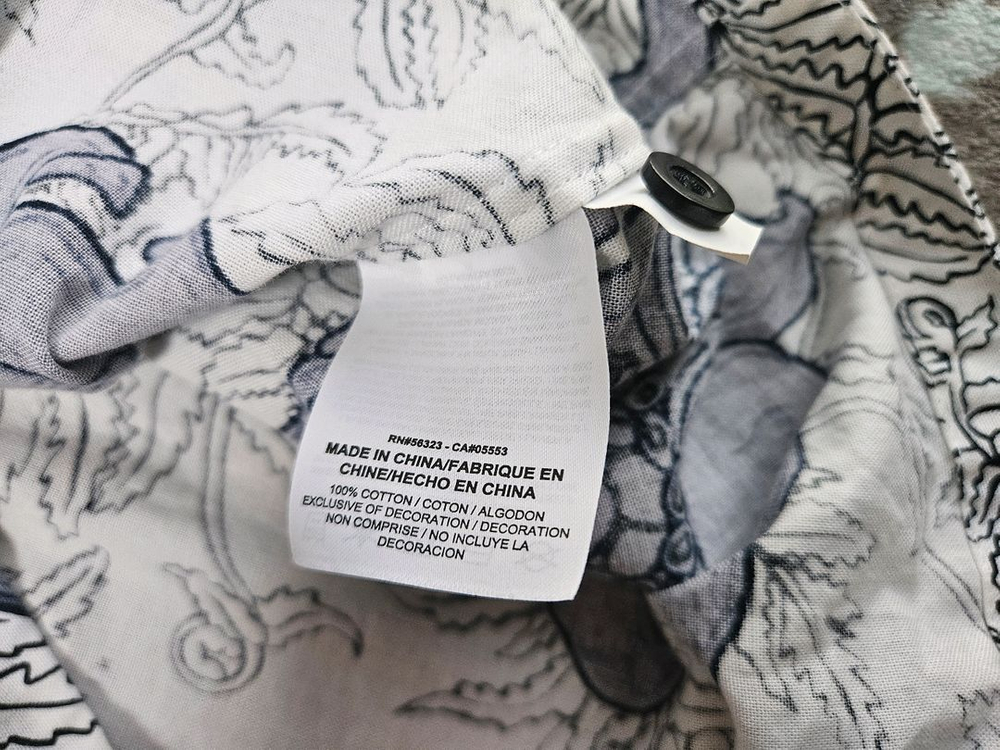 RN#56323 - CA#05553
MADE IN CHINA/FABRIQUE EN
CHINE/HECHO EN CHINA
100% COTTON / COTON / ALGODON
EXCLUSIVE OF DECORATION / DECORATION
NON COMPRISE / NO INCLUYE LA
DECORACION